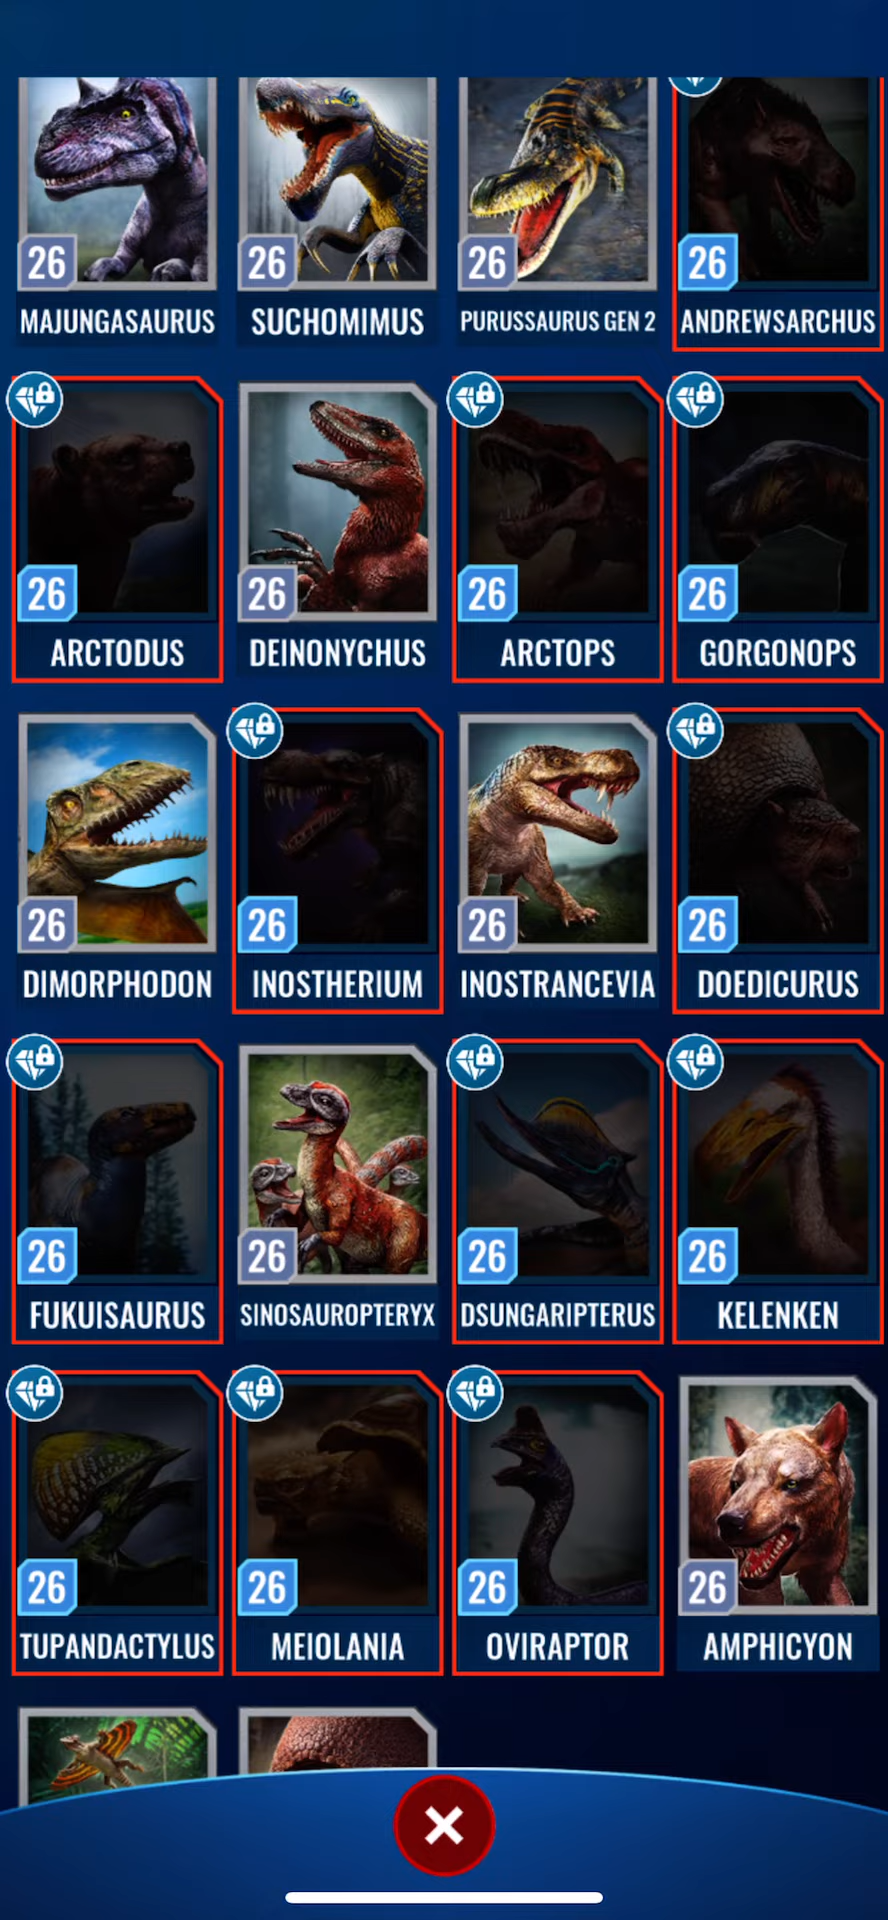 26
MAJUNGASAURUS
26
SUCHOMIMUS
26
PURUSSAURUS GEN 2
26
ANDREWSARCHUS
26
ARCTODUS
26
DEINONYCHUS
26
ARCTOPS
26
GORGONOPS
26
DIMORPHODON
26
INOSTHERIUM
26
INOSTRANCEVIA
26
DOEDICURUS
26
FUKUISAURUS
26
SINOSAUROPTERYX
26
DSUNGARIPTERUS
26
KELENKEN
26
TUPANDACTYLUS
26
MEIOLANIA
26
OVIRAPTOR
26
AMPHICYON